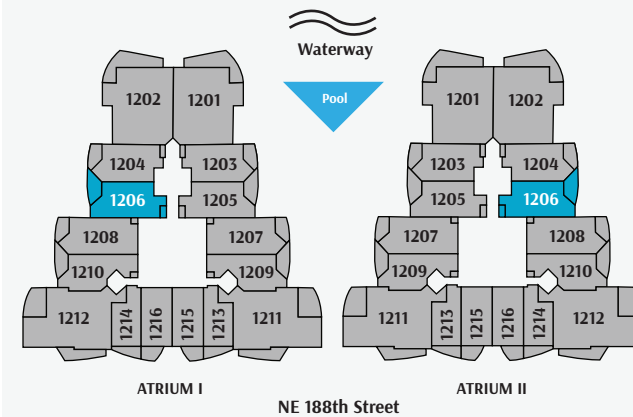 Waterway
Pool
1202 1201
1204 1203
1206 1205
1208 1207
1210 1209
1212 1214 1216 1215 1213 1211
ATRIUM I
1201 1202
1203 1204
1205 1206
1207 1208
1209 1210
1211 1213 1215 1216 1214 1212
ATRIUM II
NE 188th Street